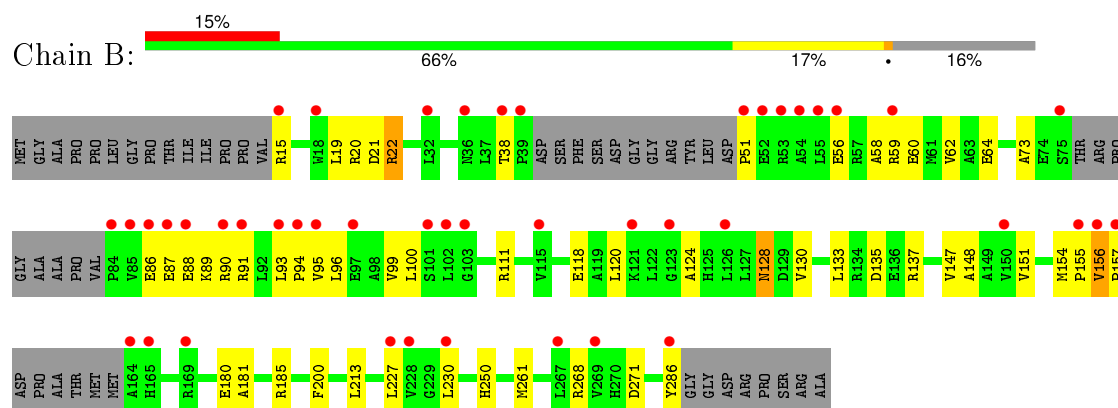 15%
Chain B:
66% 17% • 16%
MET GLY ALA PRO PRO LEU GLY PRO THR ILE ILE PRO PRO VAL R15 W18 L19 R20 D21 R22 L32 N36 L37 T38 P39 ASP SER PHE SER ASP GLY GLY ARG TYR LEU ASP P51 E52 R53 A54 L55 E56 R57 A58 R59 E60 M61 V62 A63 E64 A73 E74 S75 THR ARG PRO
GLY ALA ALA PRO VAL P84 V85 E86 E87 E88 K89 R90 R91 L92 L93 P94 V95 L96 E97 A98 V99 L100 S101 L102 G103 R111 V115 E118 A119 L120 K121 L122 G123 A124 H125 L126 L127 N128 D129 V130 L133 R134 D135 E136 R137 V147 A148 A149 V150 V151 M154 P155 V156
ASP PRO ALA THR MET MET A164 H165 R169 E180 A181 R185 F200 L213 L227 V228 G229 L230 H250 M261 L267 R268 V269 H270 D271 Y286 GLY GLY ASP ARG PRO SER ARG ALA